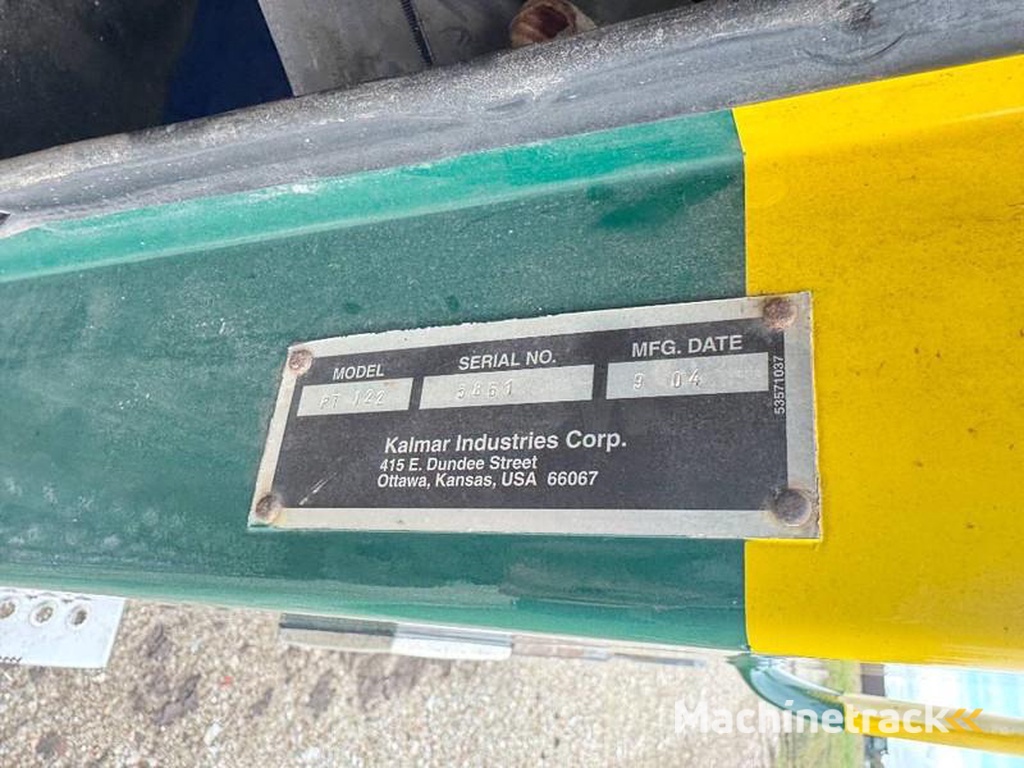 MODEL SERIAL NO. MFG. DATE
PT 122 5861 9 04
53571037
Kalmar Industries Corp.
415 E. Dundee Street
Ottawa, Kansas, USA 66067
Machinetrack